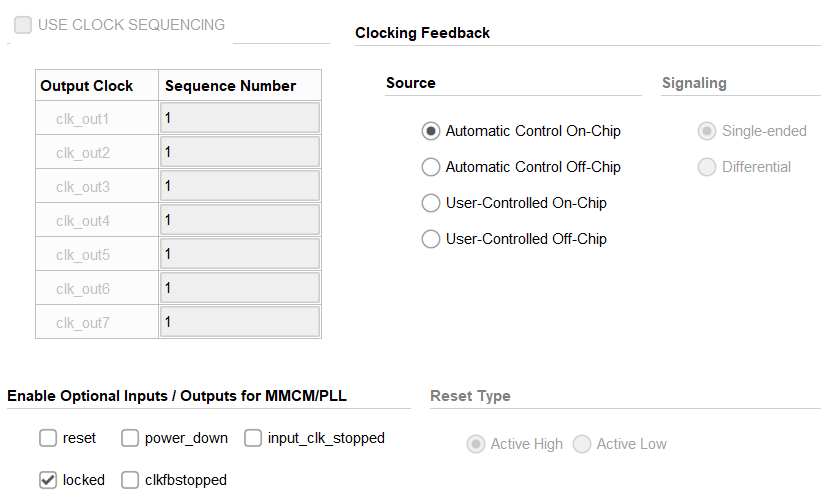 USE CLOCK SEQUENCING
Output Clock Sequence Number
clk_out1 1
clk_out2 1
clk_out3 1
clk_out4 1
clk_out5 1
clk_out6 1
clk_out7 1
Clocking Feedback
Source
Automatic Control On-Chip
Automatic Control Off-Chip
User-Controlled On-Chip
User-Controlled Off-Chip
Signaling
Single-ended
Differential
Enable Optional Inputs / Outputs for MMCM/PLL
reset power_down input_clk_stopped
locked clkfbstopped
Reset Type
Active High Active Low